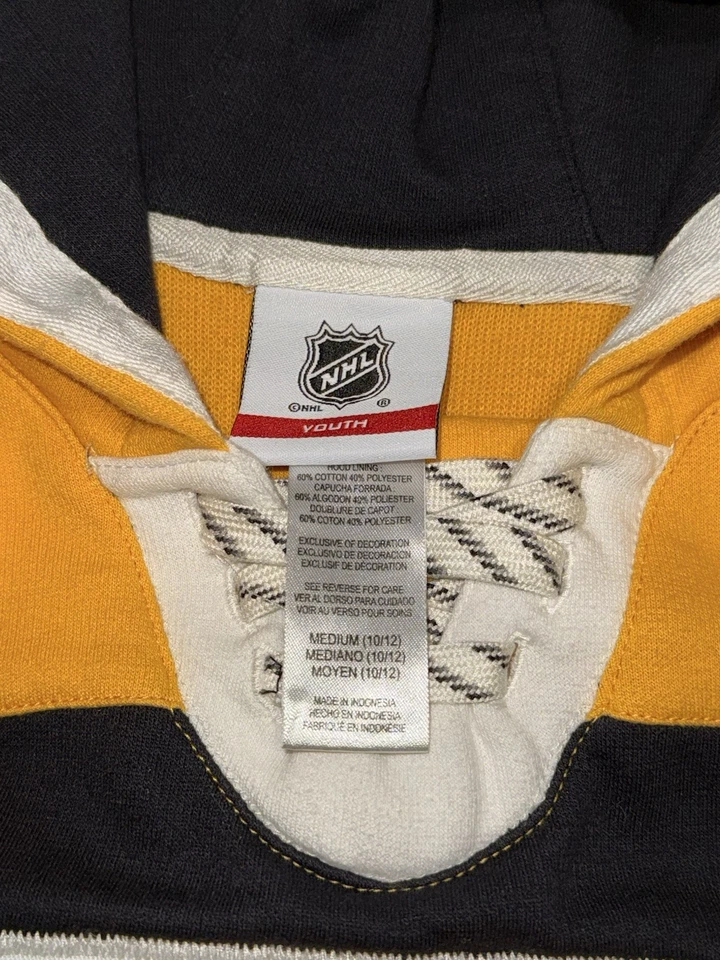 NHL
©NHL ®
YOUTH
HOOD LINING :
60% COTTON 40% POLYESTER
CAPUCHA FORRADA
60% ALGODON 40% POLIESTER
DOUBLURE DE CAPOT :
60% COTON 40% POLYESTER
EXCLUSIVE OF DECORATION
EXCLUSIVO DE DECORACION
EXCLUSIF DE DÉCORATION
SEE REVERSE FOR CARE
VER AL DORSO PARA CUIDADO
VOIR AU VERSO POUR SOINS
MEDIUM (10/12)
MEDIANO (10/12)
MOYEN (10/12)
MADE IN INDONESIA
HECHO EN INDONESIA
FABRIQUÉ EN INDONÉSIE